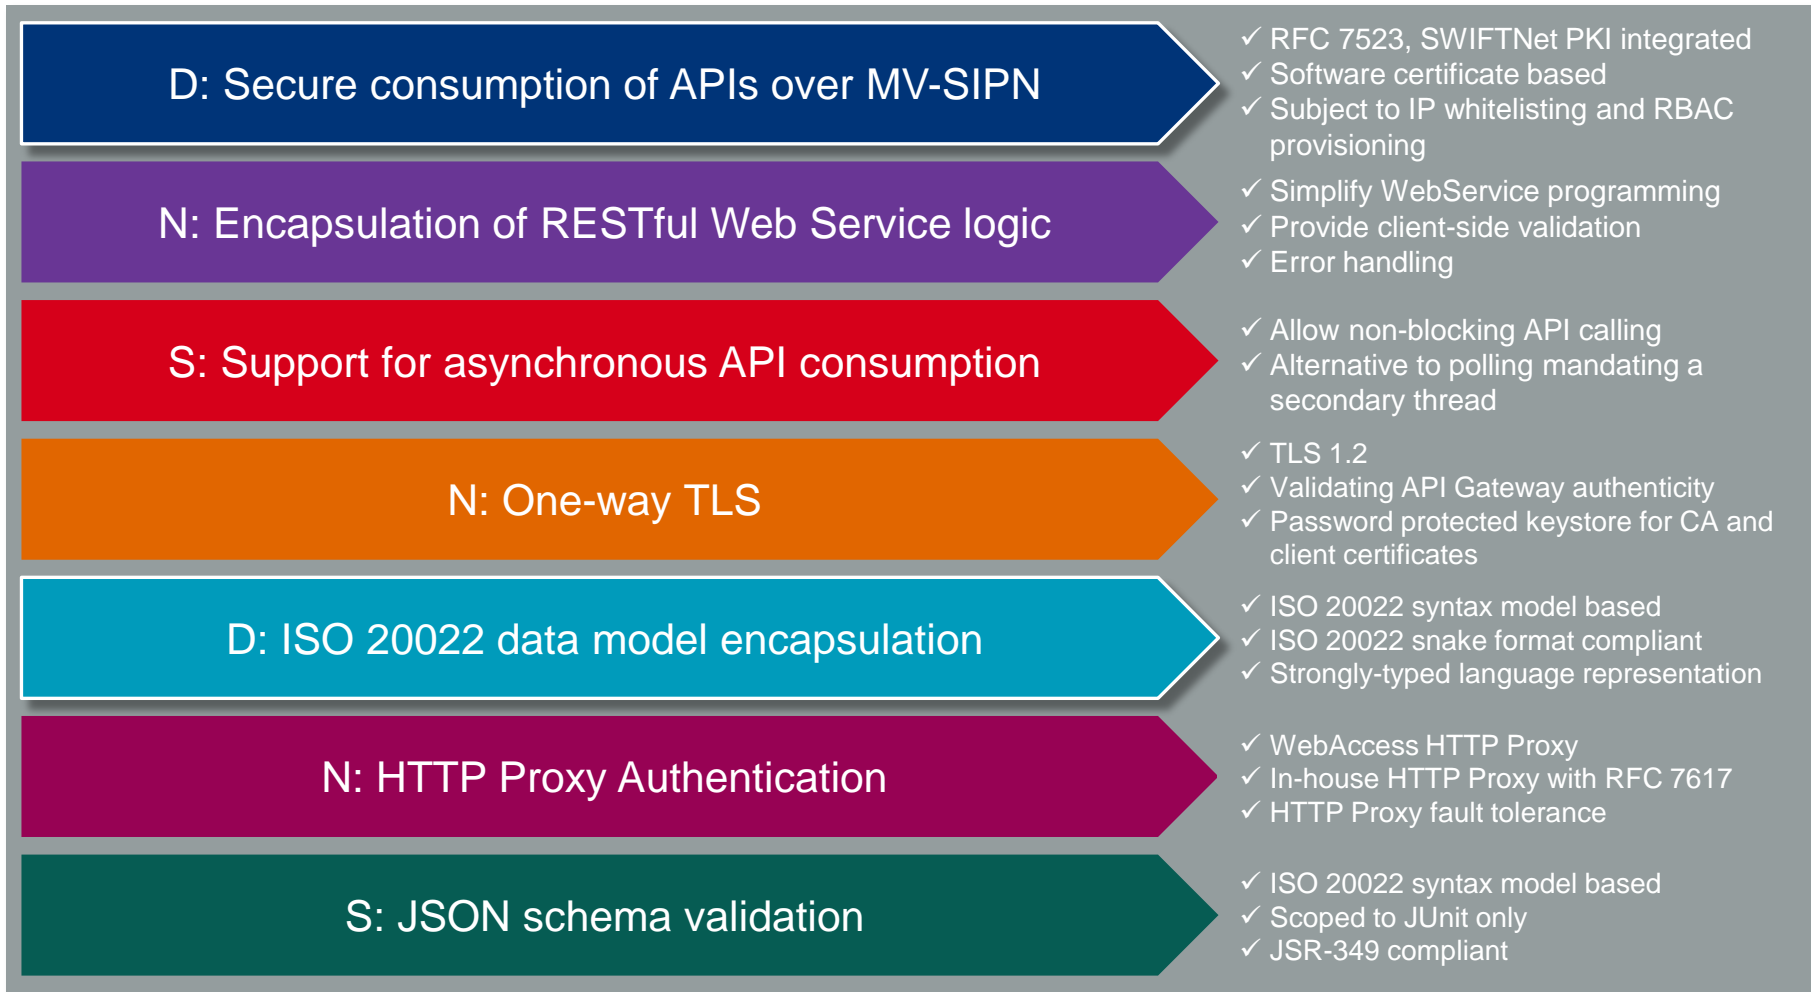 D: Secure consumption of APIs over MV-SIPN
✓ RFC 7523, SWIFTNet PKI integrated
✓ Software certificate based
✓ Subject to IP whitelisting and RBAC
provisioning
N: Encapsulation of RESTful Web Service logic
✓ Simplify WebService programming
✓ Provide client-side validation
✓ Error handling
S: Support for asynchronous API consumption
✓ Allow non-blocking API calling
✓ Alternative to polling mandating a
secondary thread
N: One-way TLS
✓ TLS 1.2
✓ Validating API Gateway authenticity
✓ Password protected keystore for CA and
client certificates
D: ISO 20022 data model encapsulation
✓ ISO 20022 syntax model based
✓ ISO 20022 snake format compliant
✓ Strongly-typed language representation
N: HTTP Proxy Authentication
✓ WebAccess HTTP Proxy
✓ In-house HTTP Proxy with RFC 7617
✓ HTTP Proxy fault tolerance
S: JSON schema validation
✓ ISO 20022 syntax model based
✓ Scoped to JUnit only
✓ JSR-349 compliant